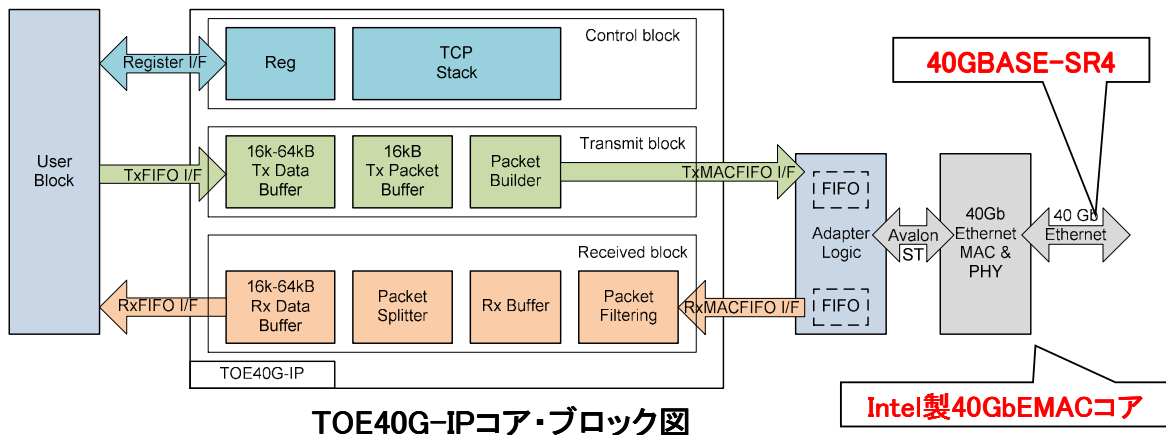 Control block
Register I/F
Reg
TCP
Stack
40GBASE-SR4
User
Block
Transmit block
TxFIFO I/F
16k-64kB
Tx Data
Buffer
16kB
Tx Packet
Buffer
Packet
Builder
TxMACFIFO I/F
FIFO
Adapter
Logic
FIFO
Avalon
ST
40Gb
Ethernet
MAC &
PHY
40 Gb
Ethernet
Received block
RxFIFO I/F
16k-64kB
Rx Data
Buffer
Packet
Splitter
Rx Buffer
Packet
Filtering
RxMACFIFO I/F
TOE40G-IP
Intel製40GbEMACコア
TOE40G-IPコア・ブロック図